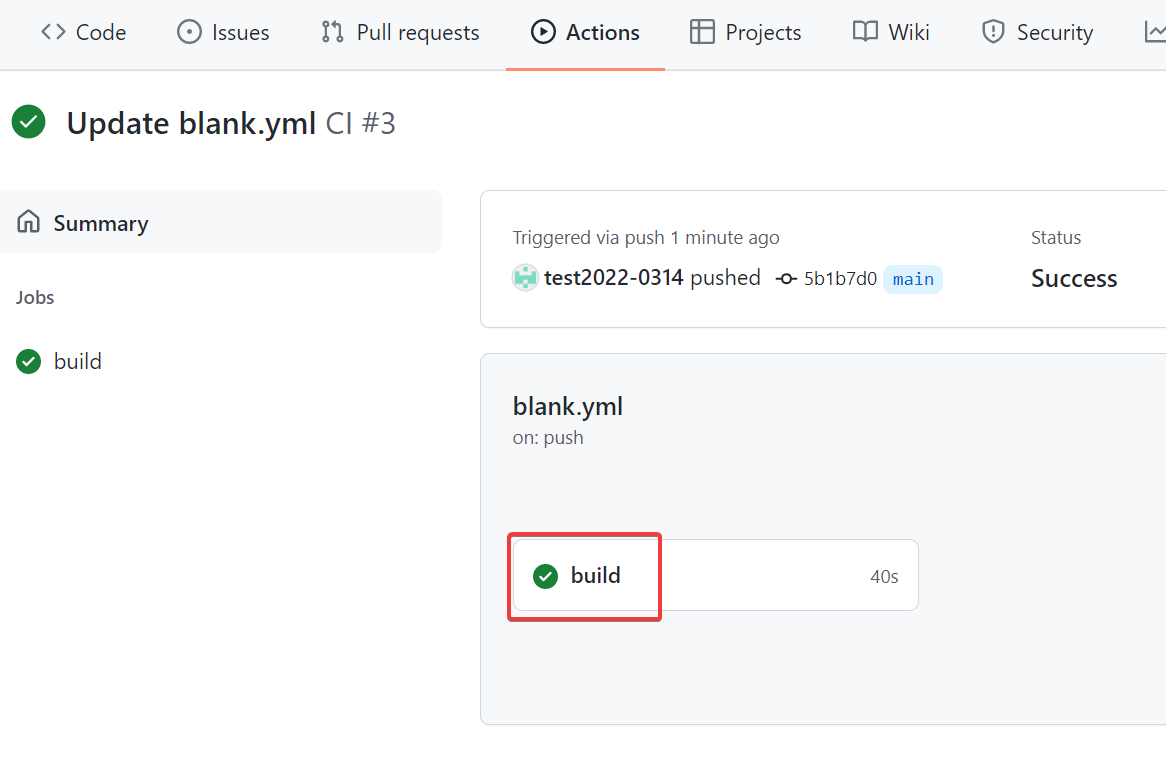 Code Issues Pull requests Actions Projects Wiki Security
Update blank.yml CI #3
Summary
Jobs
build
Triggered via push 1 minute ago
test2022-0314 pushed 5b1b7d0 main
Status
Success
blank.yml
on: push
build 40s